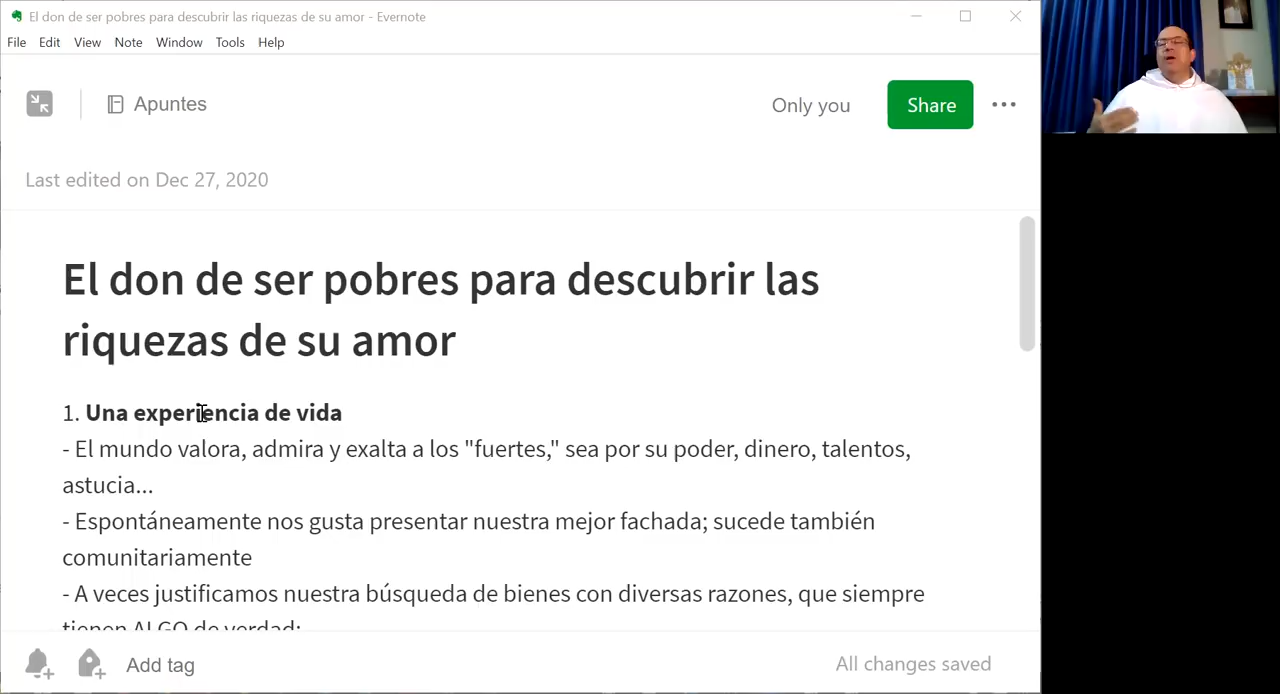 El don de ser pobres para descubrir las riquezas de su amor - Evernote
File Edit View Note Window Tools Help
Apuntes
Only you
Share
Last edited on Dec 27, 2020
El don de ser pobres para descubrir las
riquezas de su amor
1. Una experiencia de vida
- El mundo valora, admira y exalta a los "fuertes," sea por su poder, dinero, talentos,
astucia...
- Espontáneamente nos gusta presentar nuestra mejor fachada; sucede también
comunitariamente
- A veces justificamos nuestra búsqueda de bienes con diversas razones, que siempre
tienen ALGO de verdad:
Add tag
All changes saved